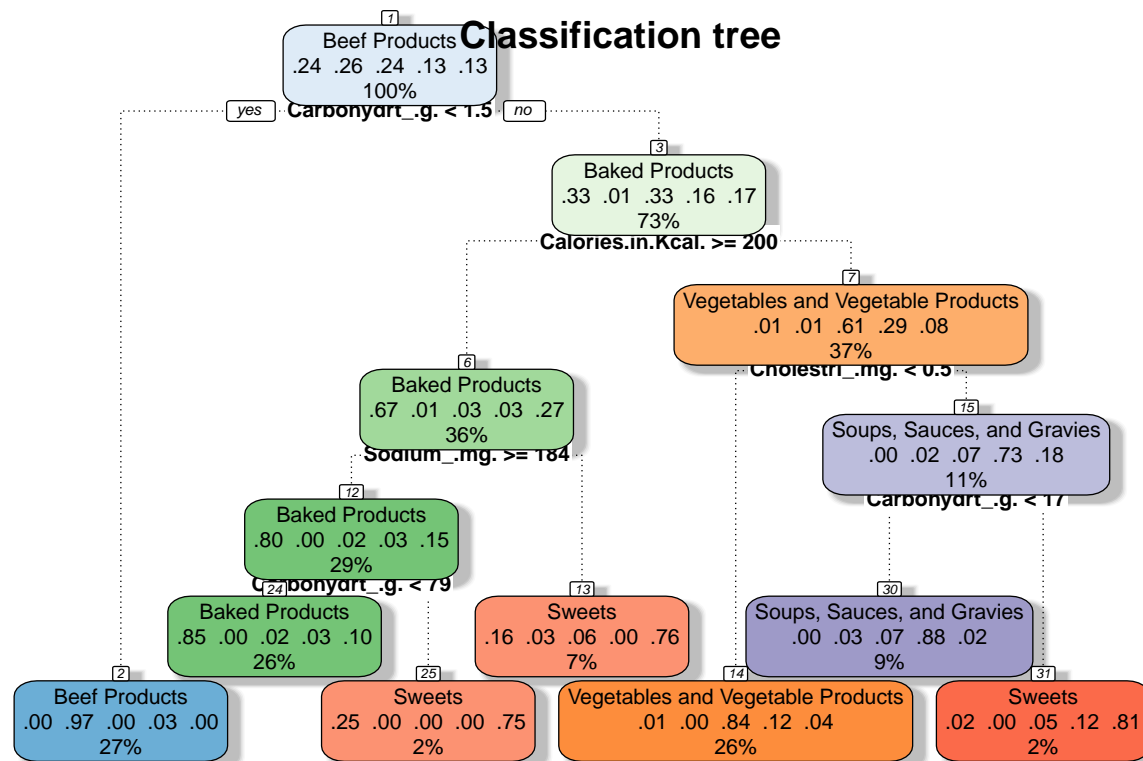 Classification tree
1
Beef Products
.24 .26 .24 .13 .13
100%
yes Carbohydrt_.g. < 1.5 no
3
Baked Products
.33 .01 .33 .16 .17
73%
Calories.in.Kcal. >= 200
7
Vegetables and Vegetable Products
.01 .01 .61 .29 .08
37%
Cholestrl_.mg. < 0.5
6
Baked Products
.67 .01 .03 .03 .27
36%
Sodium_.mg. >= 184
15
Soups, Sauces, and Gravies
.00 .02 .07 .73 .18
11%
Carbohydrt_.g. < 17
12
Baked Products
.80 .00 .02 .03 .15
29%
Carbohydrt_.g. < 79
24
Baked Products
.85 .00 .02 .03 .10
26%
13
Sweets
.16 .03 .06 .00 .76
7%
30
Soups, Sauces, and Gravies
.00 .03 .07 .88 .02
9%
2
Beef Products
.00 .97 .00 .03 .00
27%
25
Sweets
.25 .00 .00 .00 .75
2%
14
Vegetables and Vegetable Products
.01 .00 .84 .12 .04
26%
31
Sweets
.02 .00 .05 .12 .81
2%